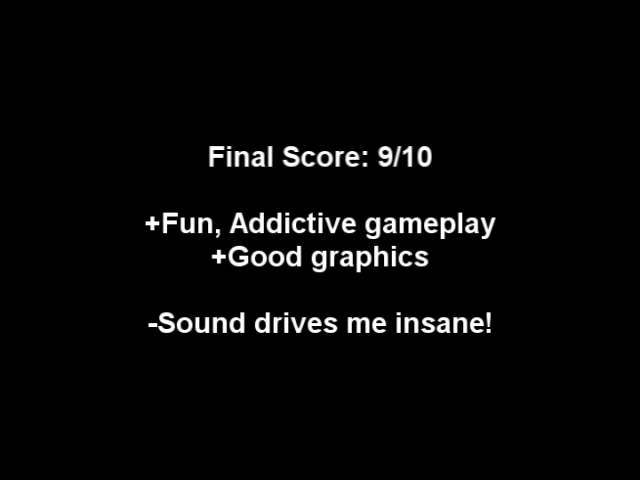 Final Score: 9/10
+Fun, Addictive gameplay
+Good graphics
-Sound drives me insane!